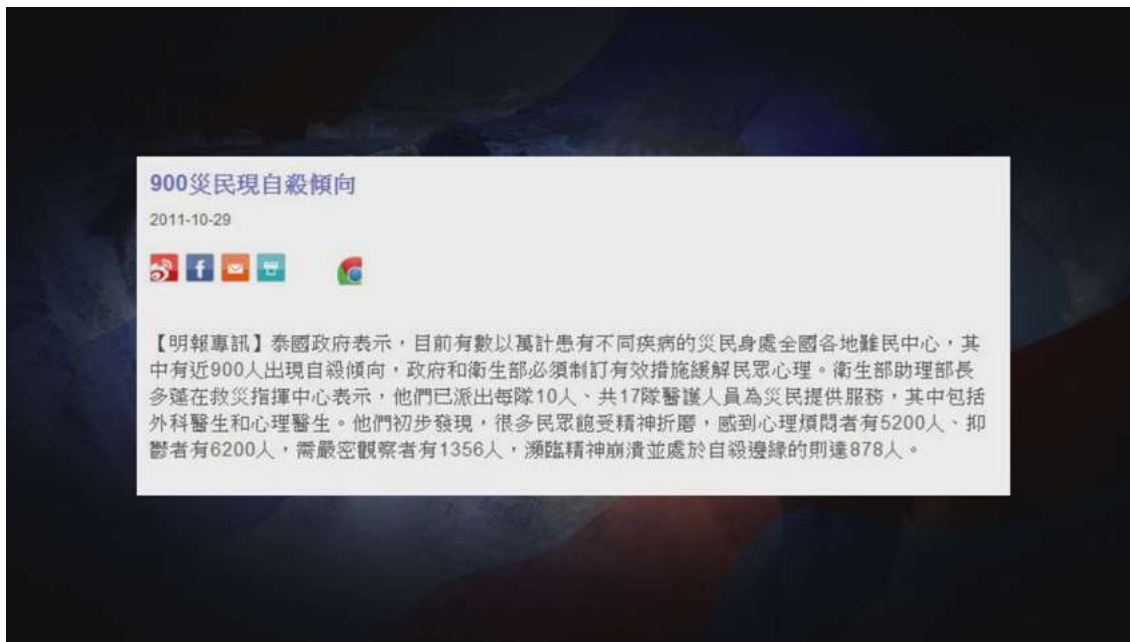 900災民現自殺傾向
2011-10-29
【明報專訊】泰國政府表示，目前有數以萬計患有不同疾病的災民身處全國各地難民中心，其
中有近900人出現自殺傾向，政府和衞生部必須制訂有效措施緩解民眾心理。衞生部助理部長
多蓬在救災指揮中心表示，他們已派出每隊10人、共17隊醫護人員為災民提供服務，其中包括
外科醫生和心理醫生。他們初步發現，很多民眾飽受精神折磨，感到心理煩悶者有5200人、抑
鬱者有6200人，需嚴密觀察者有1356人，瀕臨精神崩潰並處於自殺邊緣的則達878人。